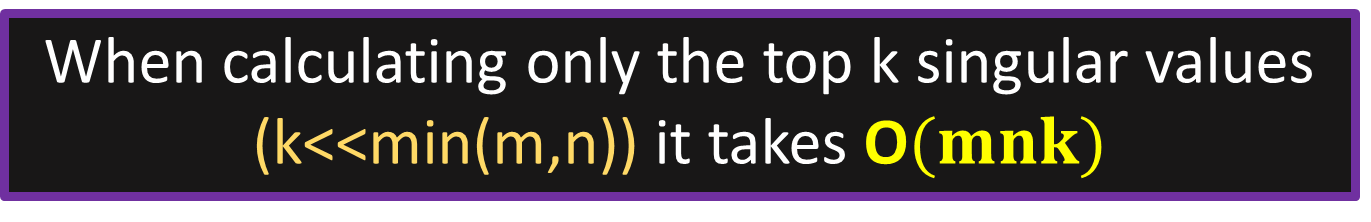 When calculating only the top k singular values
(k<<min(m,n)) it takes O(mnk)